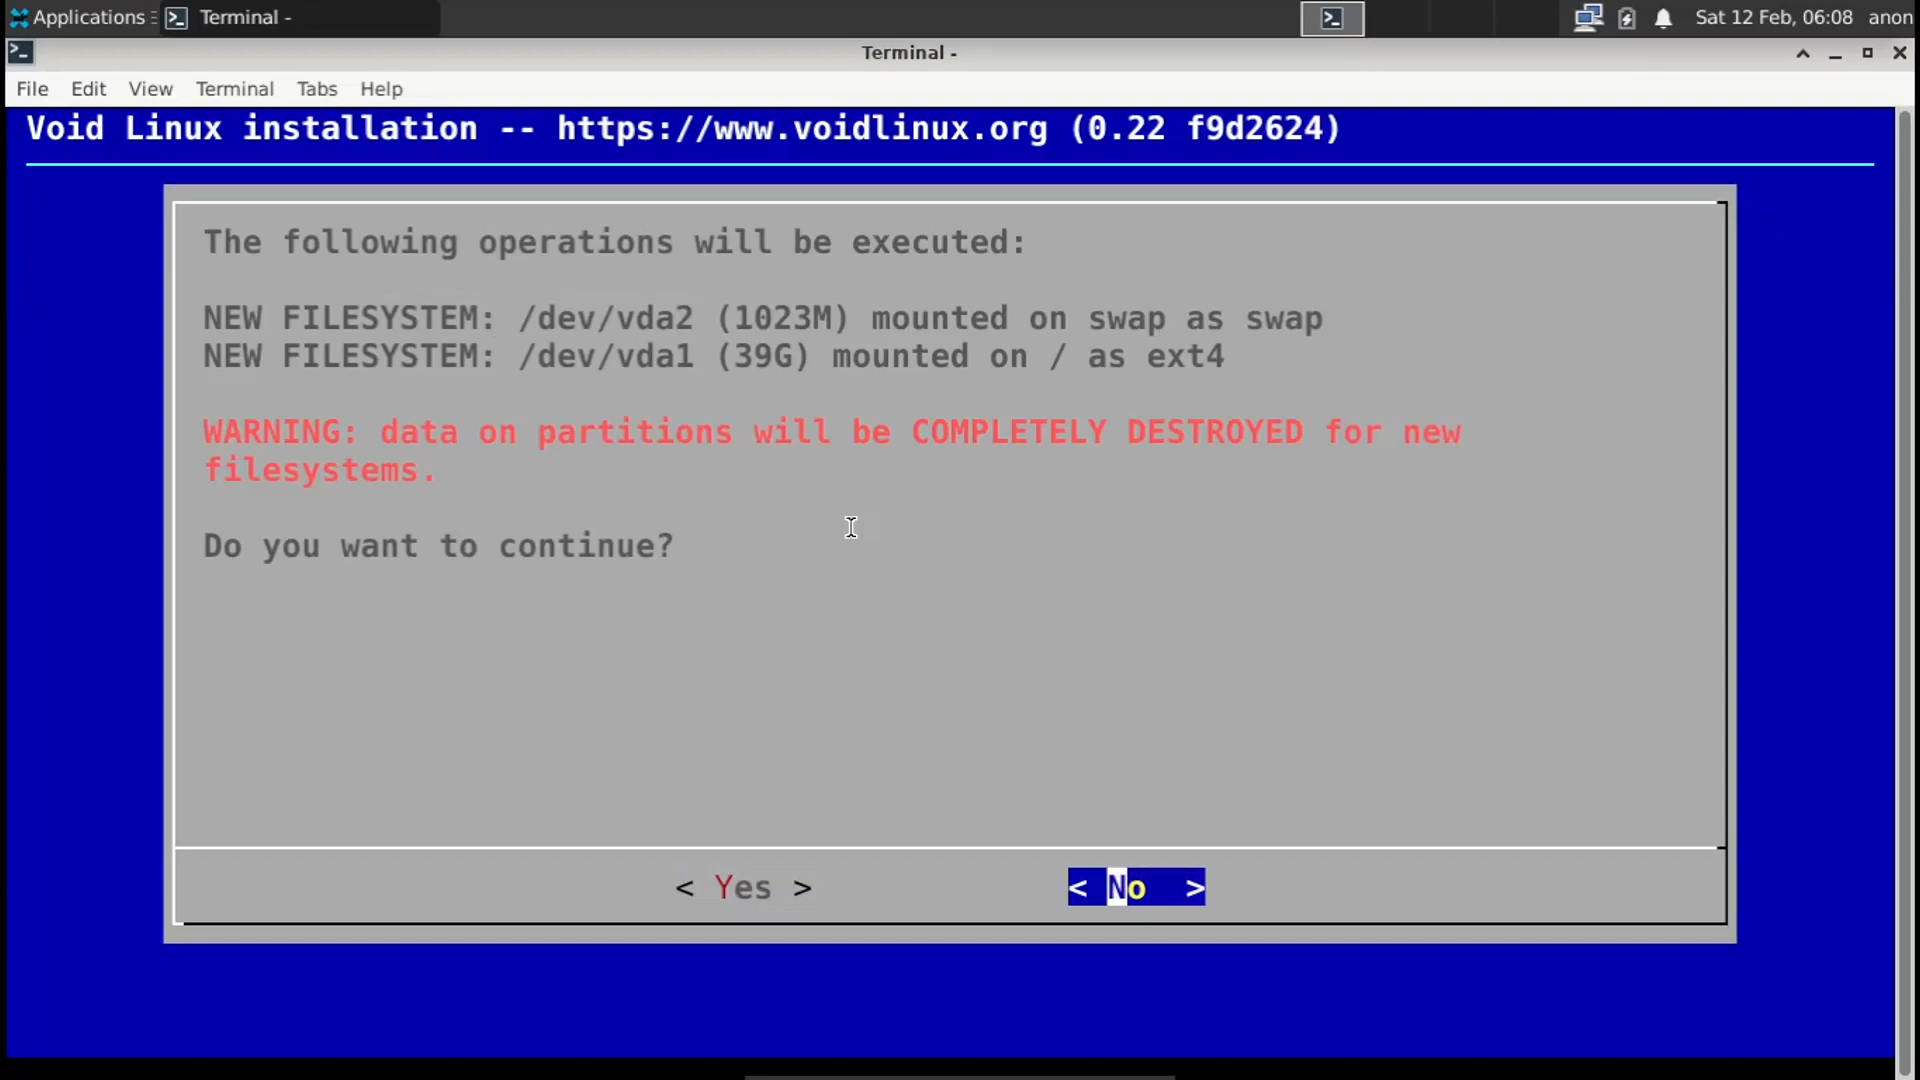 Applications Terminal - Sat 12 Feb, 06:08 anon
Terminal -
File Edit View Terminal Tabs Help
Void Linux installation -- https://www.voidlinux.org (0.22 f9d2624)
The following operations will be executed:
NEW FILESYSTEM: /dev/vda2 (1023M) mounted on swap as swap
NEW FILESYSTEM: /dev/vda1 (39G) mounted on / as ext4
WARNING: data on partitions will be COMPLETELY DESTROYED for new
filesystems.
Do you want to continue?
< Yes > < No >